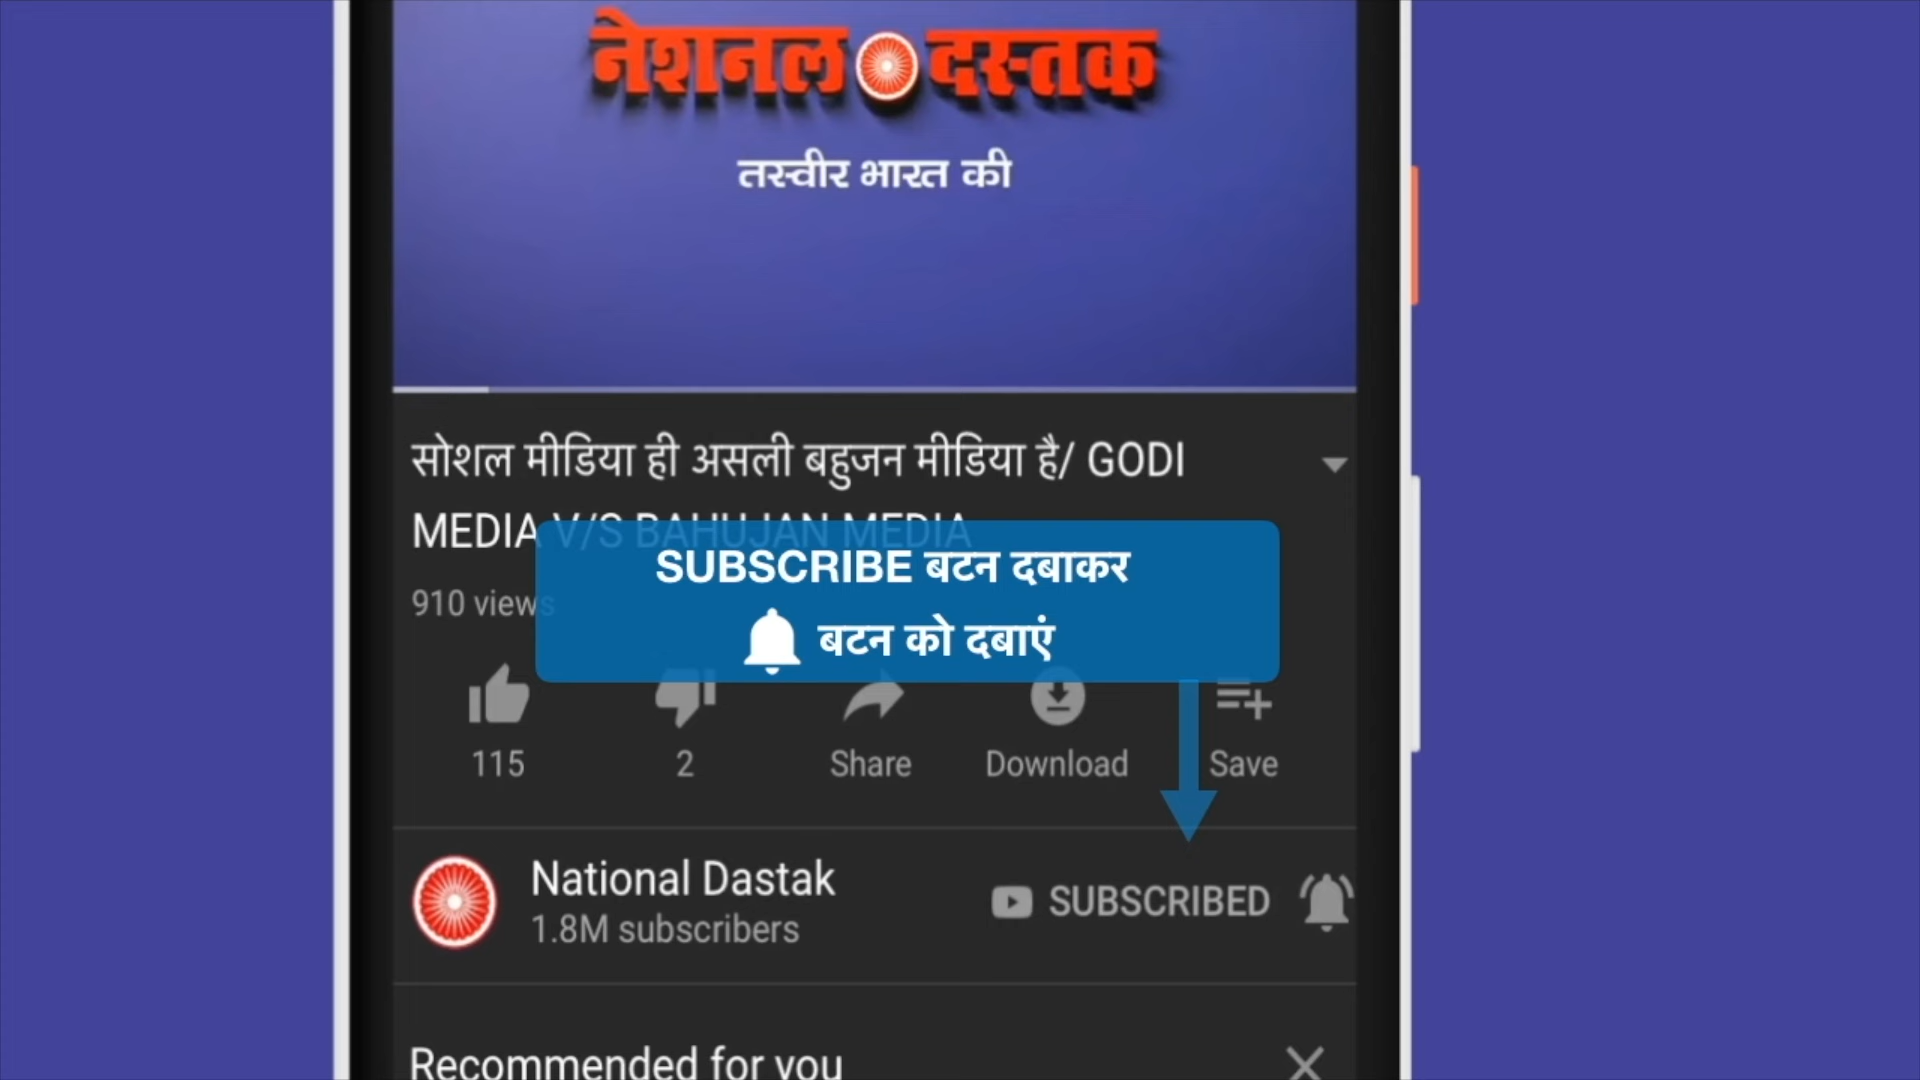 नेशनल दस्तक
तस्वीर भारत की
सोशल मीडिया ही असली बहुजन मीडिया है/ GODI
MEDIA V/S BAHUJAN MEDIA
SUBSCRIBE बटन दबाकर
बटन को दबाएं
910 views
115
2
Share
Download
Save
National Dastak
1.8M subscribers
SUBSCRIBED
Recommended for you